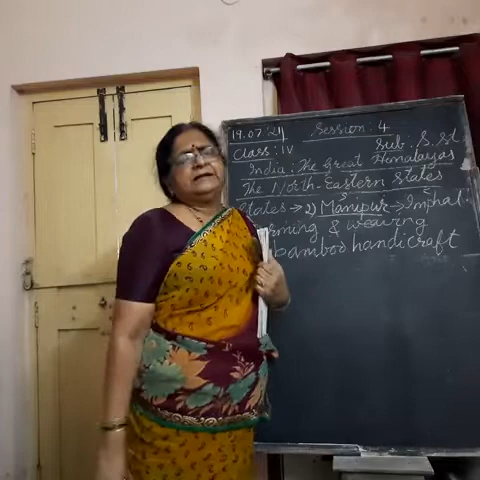 19.07.'21 Session : 4
Class : IV Sub : S.St
India : The Great Himalayas
The North-Eastern States
States → 2) Manipur → Imphal
rming & weaving
bamboo handicraft